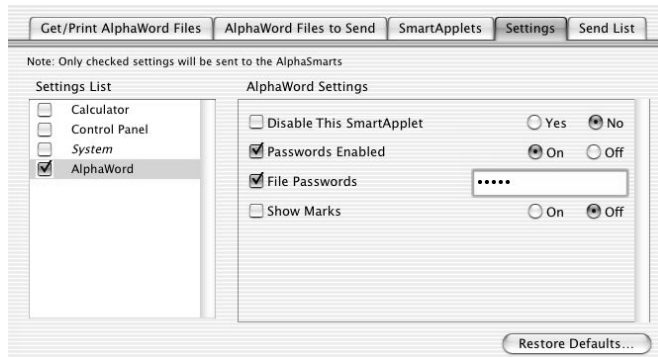 Get/Print AlphaWord Files AlphaWord Files to Send SmartApplets Settings Send List
Note: Only checked settings will be sent to the AlphaSmarts
Settings List
Calculator
Control Panel
System
AlphaWord
AlphaWord Settings
Disable This SmartApplet Yes No
Passwords Enabled On Off
File Passwords •••••
Show Marks On Off
Restore Defaults...